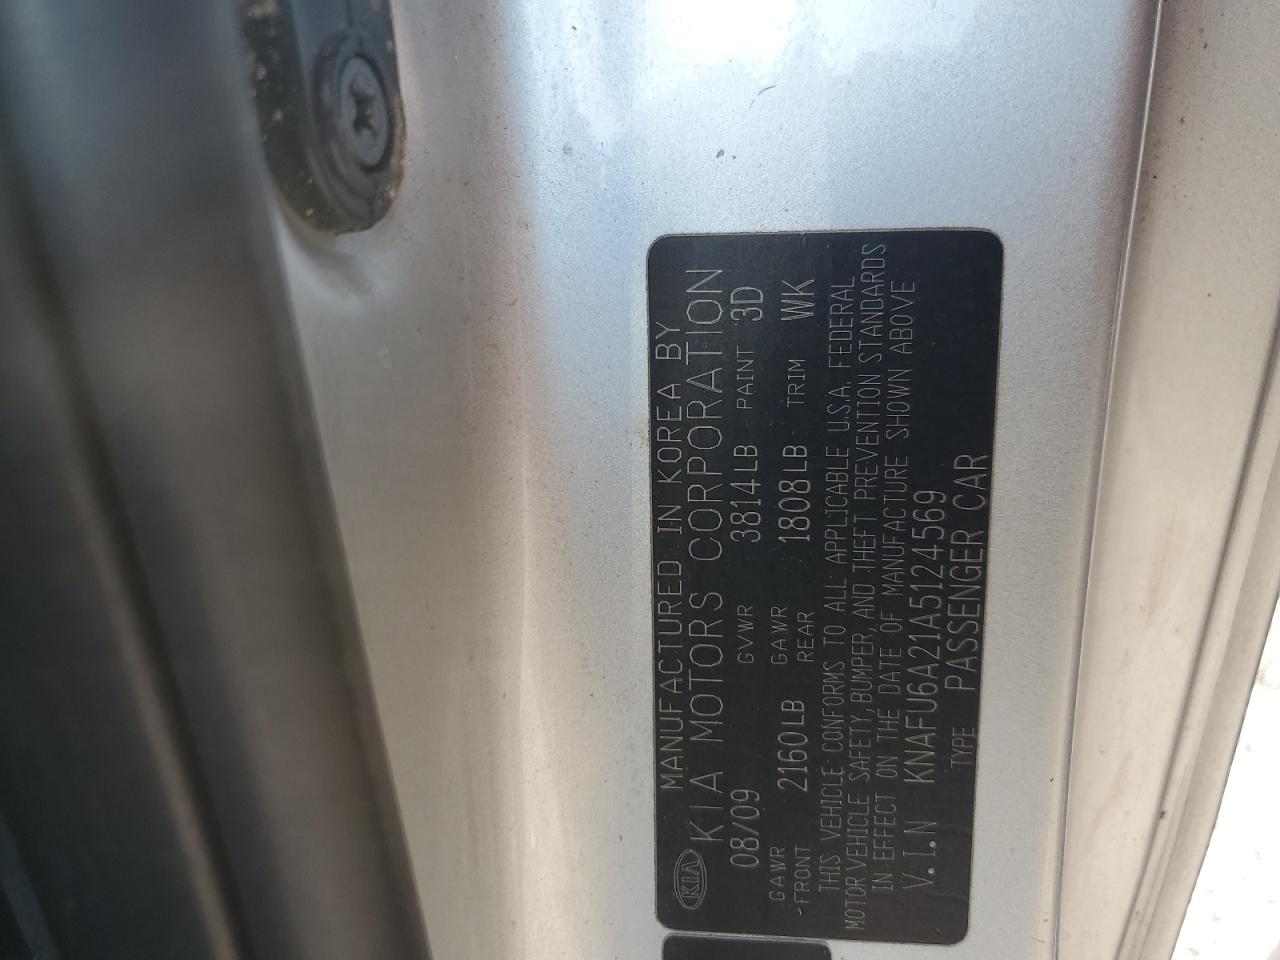 KIA MANUFACTURED IN KOREA BY
KIA MOTORS CORPORATION
08/09 GVWR 3814LB PAINT 3D
GAWR -FRONT 2160LB GAWR REAR 1808LB TRIM WK
THIS VEHICLE CONFORMS TO ALL APPLICABLE U.S.A. FEDERAL
MOTOR VEHICLE SAFETY, BUMPER, AND THEFT PREVENTION STANDARDS
IN EFFECT ON THE DATE OF MANUFACTURE SHOWN ABOVE
V.I.N KNAFU6A21A5124569
TYPE PASSENGER CAR